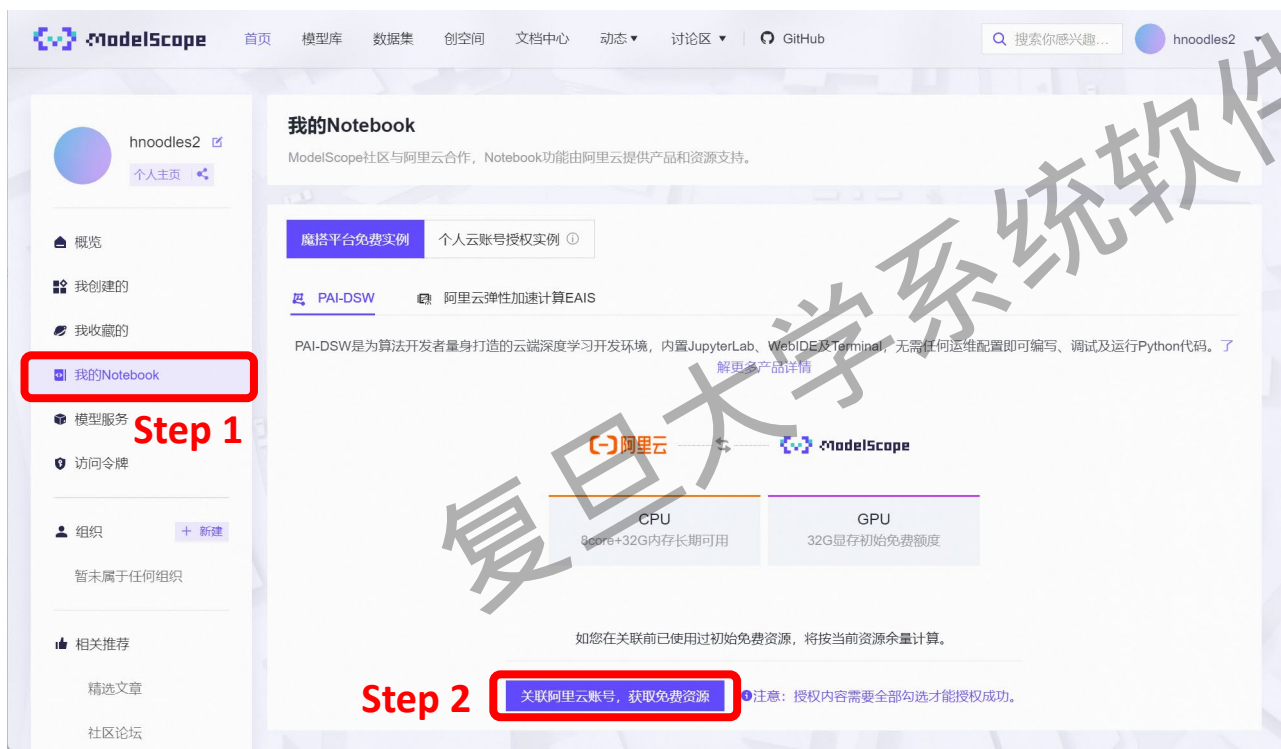 ModelScope 首页 模型库 数据集 创空间 文档中心 动态 讨论区 GitHub 搜索你感兴趣... hnoodles2
hnoodles2
个人主页
概览
我创建的
我收藏的
我的Notebook
Step 1
模型服务
访问令牌
组织 + 新建
暂未属于任何组织
相关推荐
精选文章
社区论坛
我的Notebook
ModelScope社区与阿里云合作，Notebook功能由阿里云提供产品和资源支持。
魔搭平台免费实例 个人云账号授权实例
PAI-DSW 阿里云弹性加速计算EAIS
PAI-DSW是为算法开发者量身打造的云端深度学习开发环境，内置JupyterLab、WebIDE及Terminal，无需任何运维配置即可编写、调试及运行Python代码。了
解更多产品详情
阿里云 ModelScope
CPU GPU
8core+32G内存长期可用 32G显存初始免费额度
如您在关联前已使用过初始免费资源，将按当前资源余量计算。
Step 2 关联阿里云账号，获取免费资源 注意：授权内容需要全部勾选才能授权成功。
复旦大学系统软件